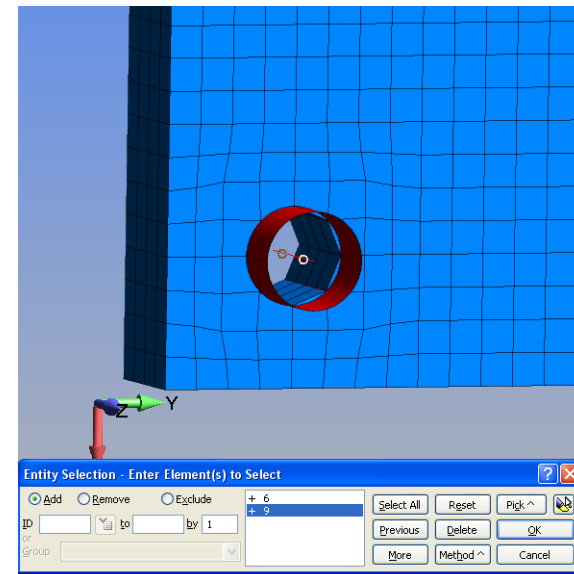 Z Y
Entity Selection - Enter Element(s) to Select
Add Remove Exclude
+ 6
+ 9
ID to by 1
or
Group
Select All Reset Pick ^
Previous Delete OK
More Method ^ Cancel